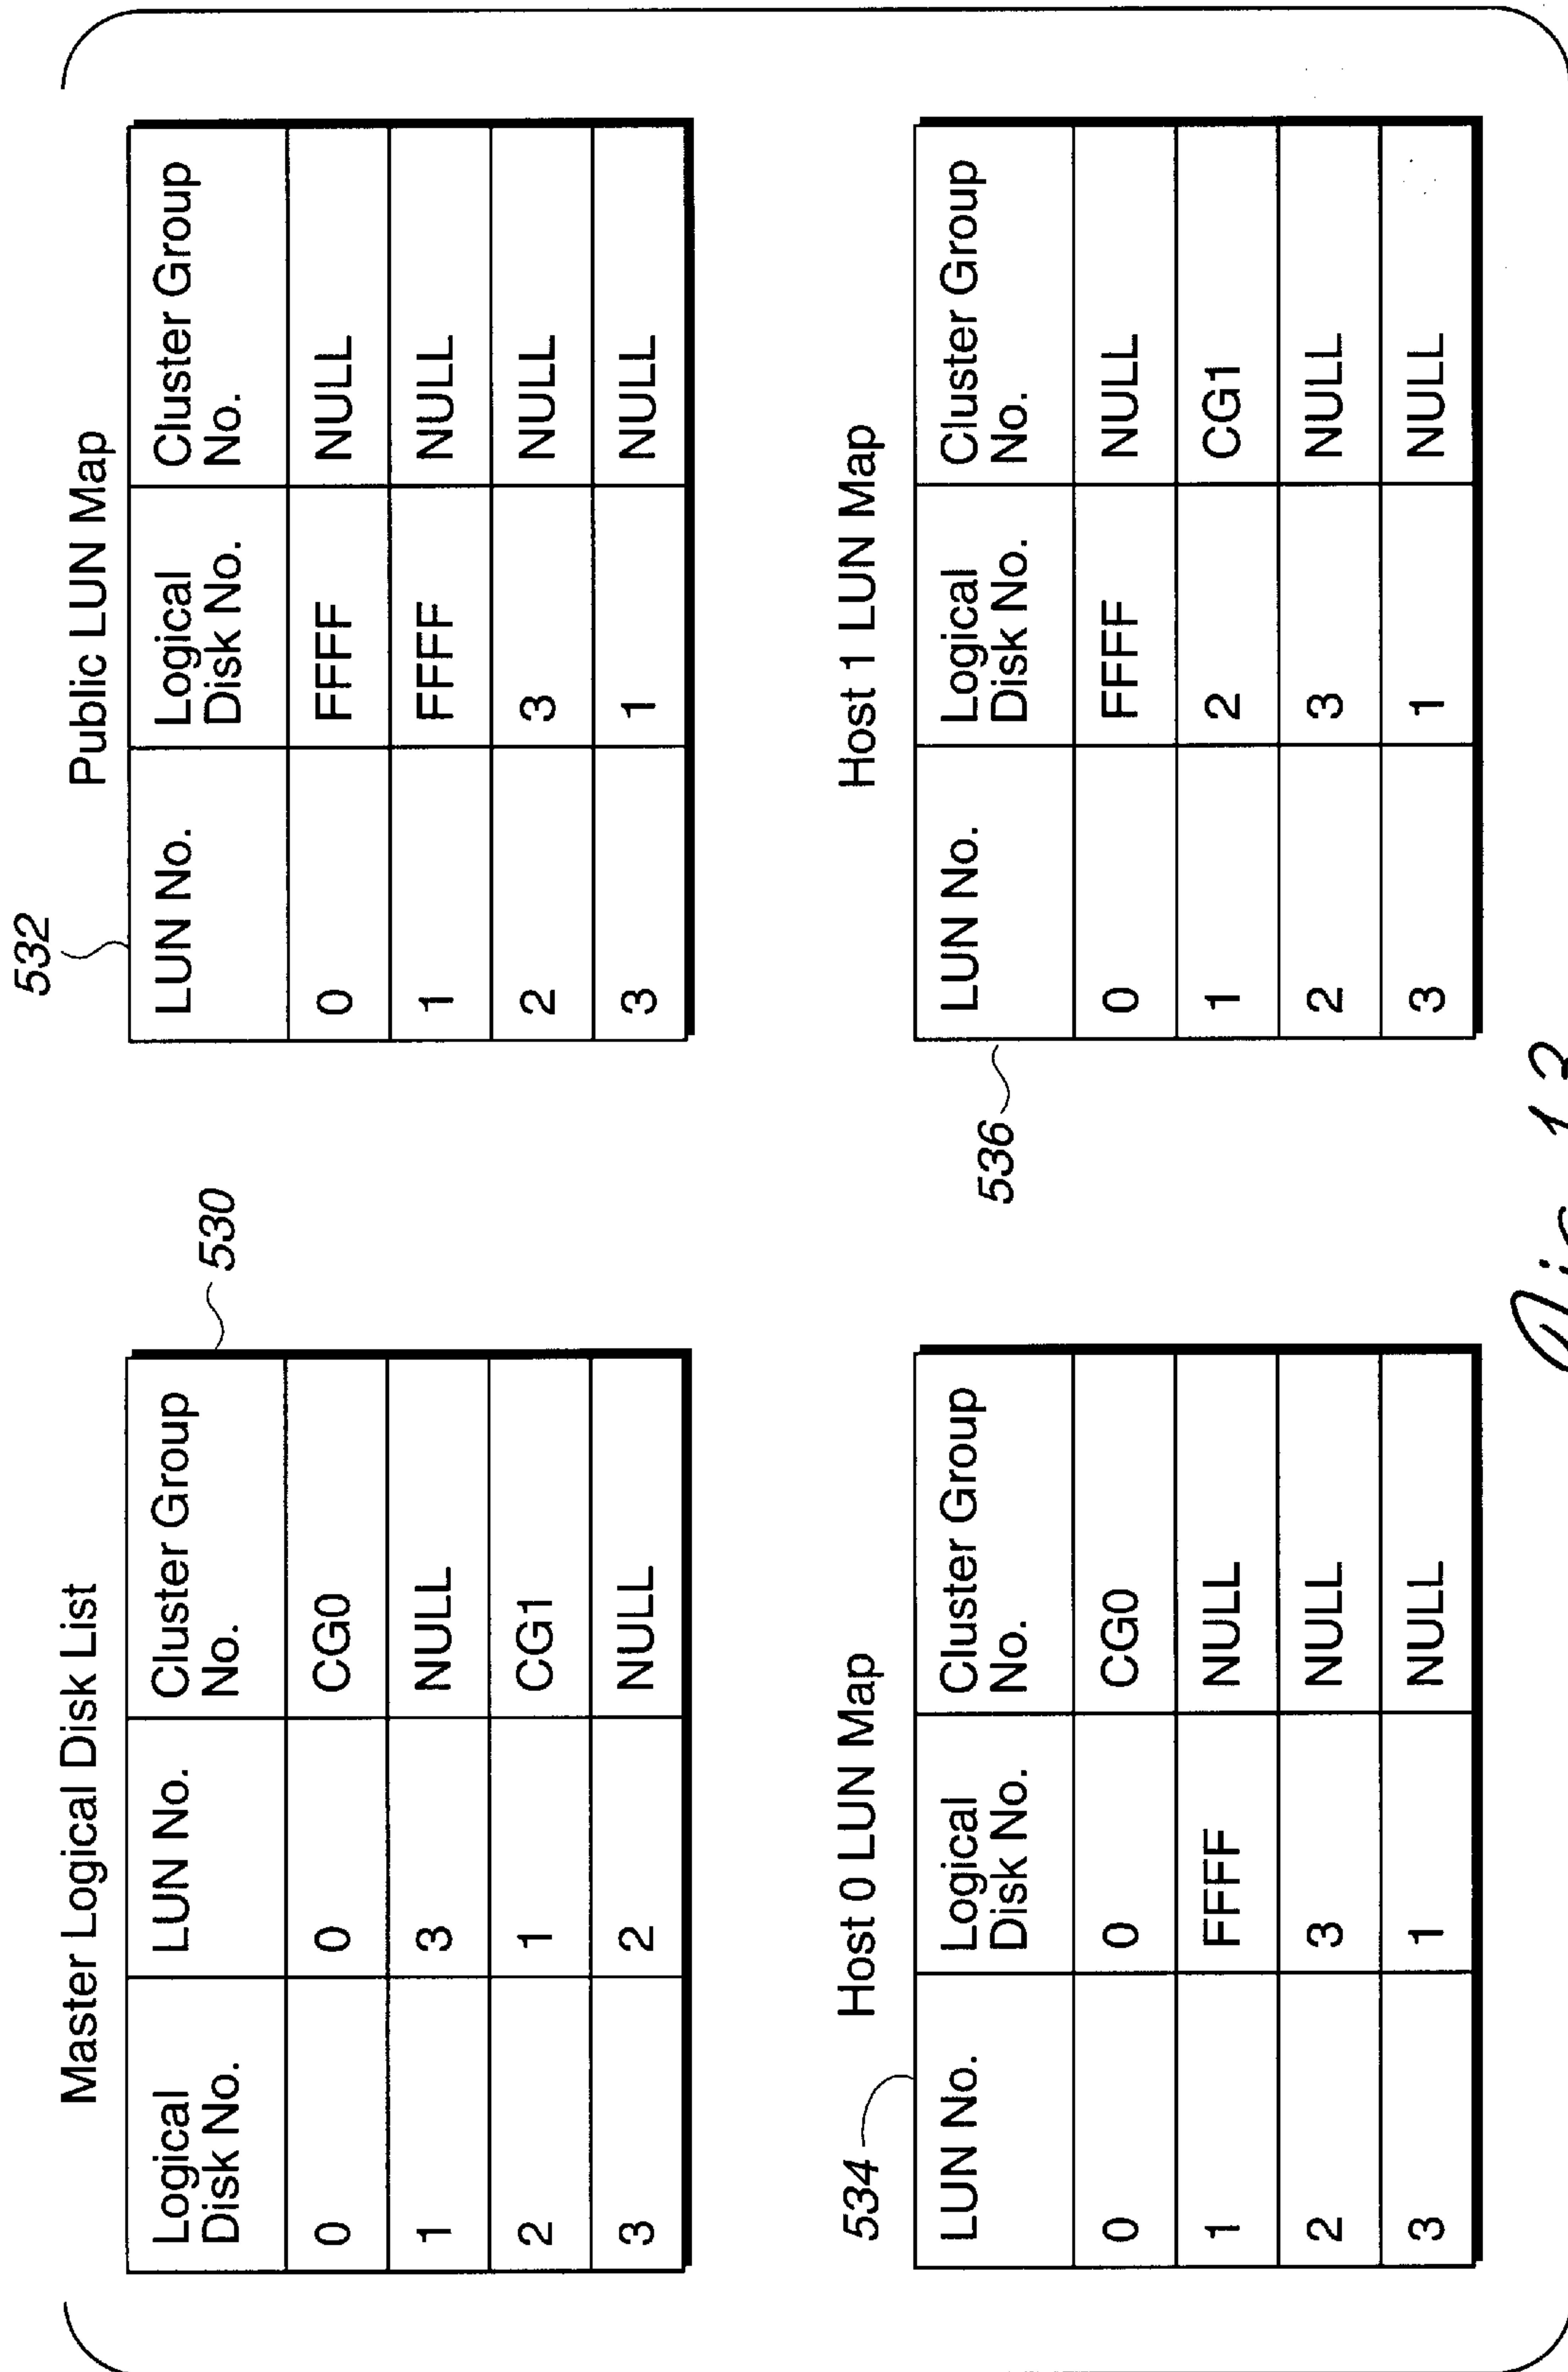 Master Logical Disk List
530
Logical Disk No. LUN No. Cluster Group No.
0 0 CG0
1 3 NULL
2 1 CG1
3 2 NULL
532
Public LUN Map
LUN No. Logical Disk No. Cluster Group No.
0 FFFF NULL
1 FFFF NULL
2 3 NULL
3 1 NULL
534
Host 0 LUN Map
LUN No. Logical Disk No. Cluster Group No.
0 0 CG0
1 FFFF NULL
2 3 NULL
3 1 NULL
536
Host 1 LUN Map
LUN No. Logical Disk No. Cluster Group No.
0 FFFF NULL
1 2 CG1
2 3 NULL
3 1 NULL